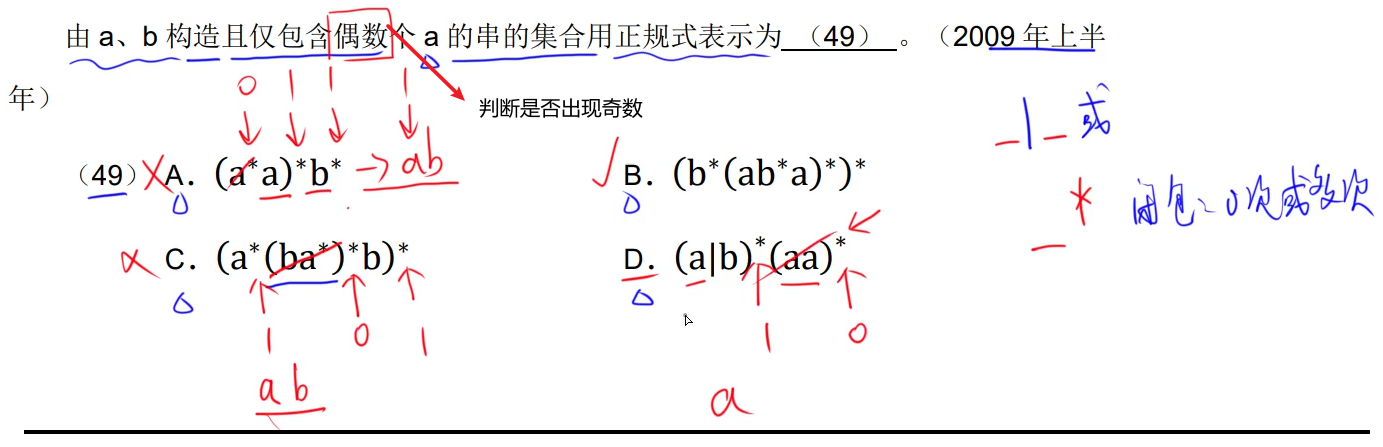 由 a、b 构造且仅包含偶数个 a 的串的集合用正规式表示为 （49） 。（2009 年上半
年）
0 1 1 1
判断是否出现奇数
_|_ 或
（49）A. (a*a)*b* → ab
B. (b*(ab*a)*)*
* 闭包：0次或多次
C. (a*(ba*)*b)*
D. (a|b)*(aa)*
1 0 1
1 0
ab
a